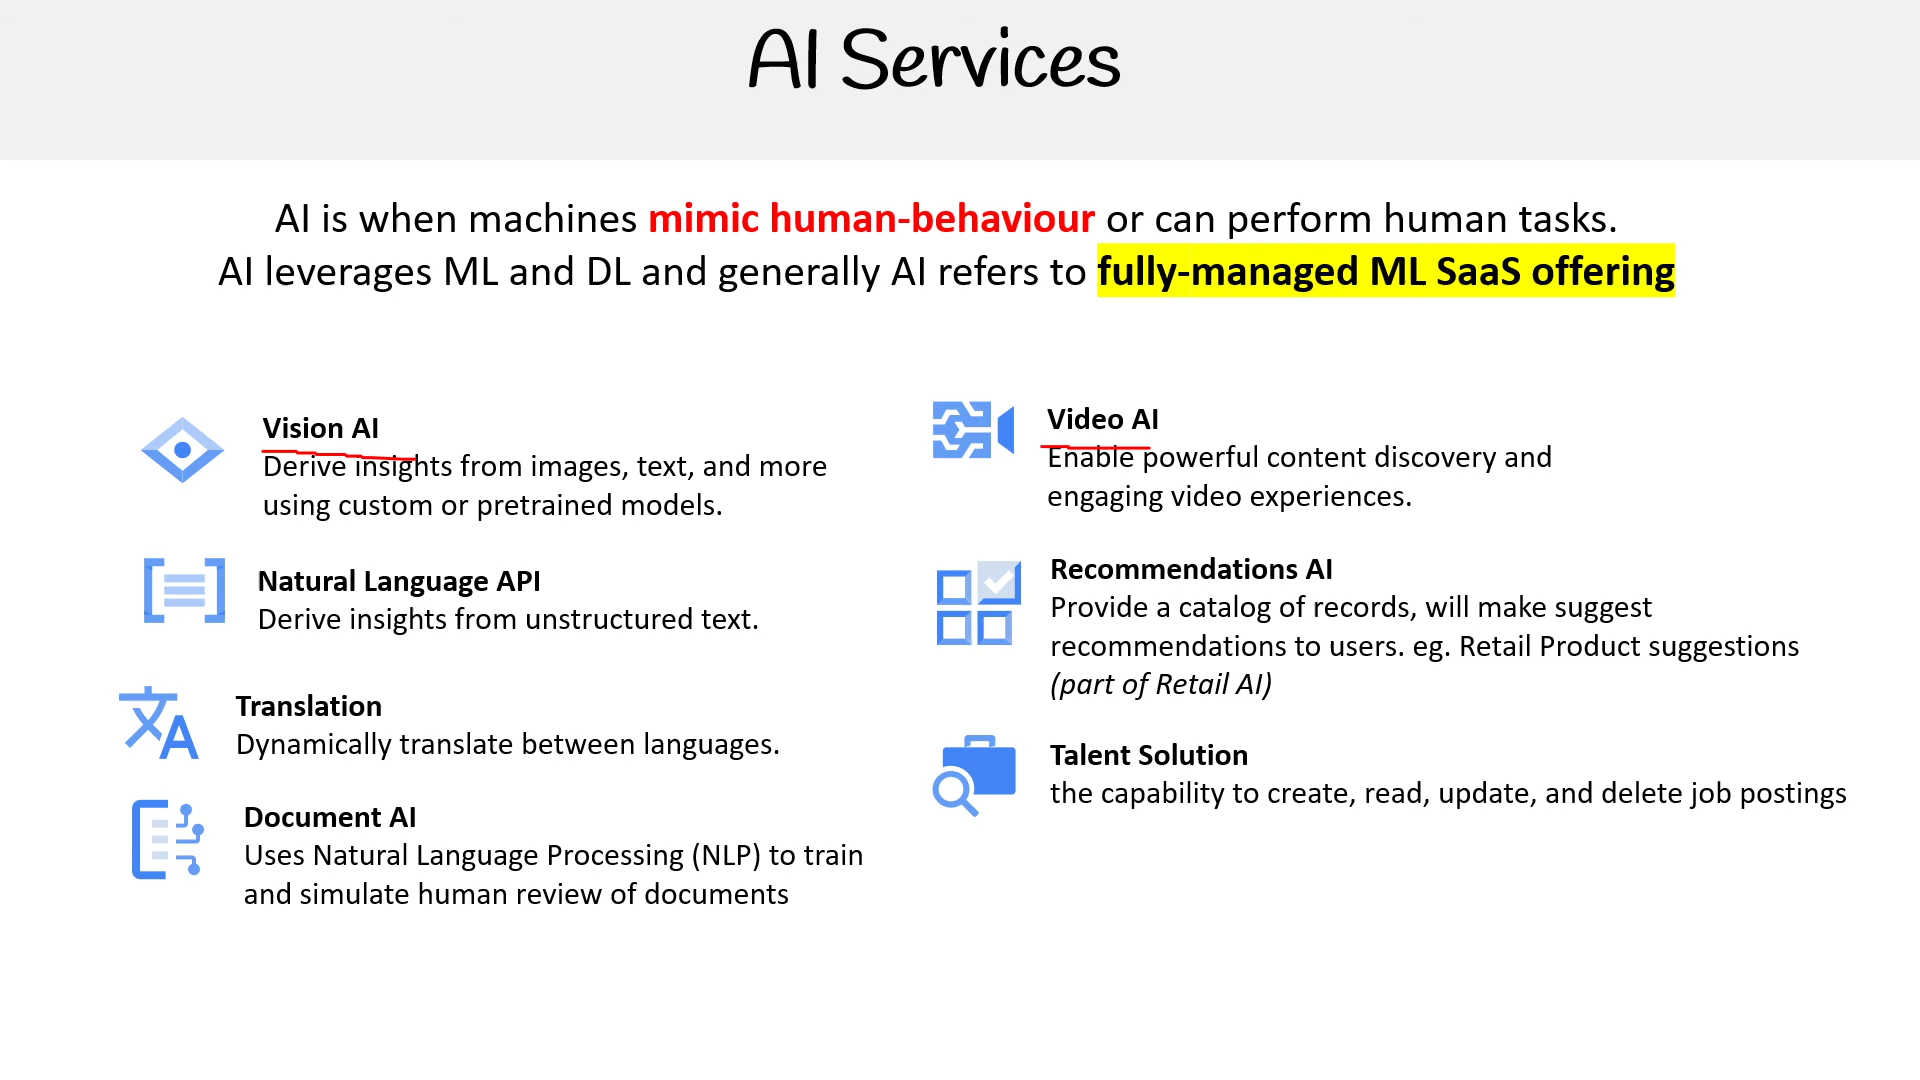 AI Services
AI is when machines mimic human-behaviour or can perform human tasks.
AI leverages ML and DL and generally AI refers to fully-managed ML SaaS offering
Vision AI
Derive insights from images, text, and more
using custom or pretrained models.
Natural Language API
Derive insights from unstructured text.
文A
Translation
Dynamically translate between languages.
Document AI
Uses Natural Language Processing (NLP) to train
and simulate human review of documents
Video AI
Enable powerful content discovery and
engaging video experiences.
Recommendations AI
Provide a catalog of records, will make suggest
recommendations to users. eg. Retail Product suggestions
(part of Retail AI)
Talent Solution
the capability to create, read, update, and delete job postings